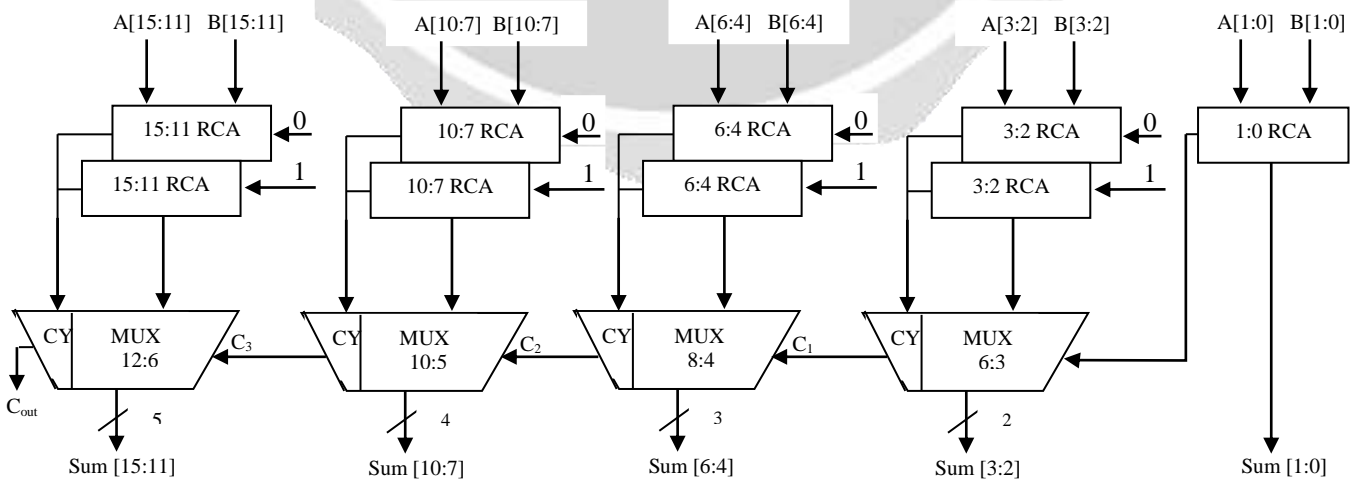 A[15:11] B[15:11] A[10:7] B[10:7] A[6:4] B[6:4] A[3:2] B[3:2] A[1:0] B[1:0]
15:11 RCA 0 10:7 RCA 0 6:4 RCA 0 3:2 RCA 0 1:0 RCA
15:11 RCA 1 10:7 RCA 1 6:4 RCA 1 3:2 RCA 1
CY MUX C3 CY MUX C2 CY MUX C1 CY MUX
12:6 10:5 8:4 6:3
Cout 5 4 3 2
Sum [15:11] Sum [10:7] Sum [6:4] Sum [3:2] Sum [1:0]